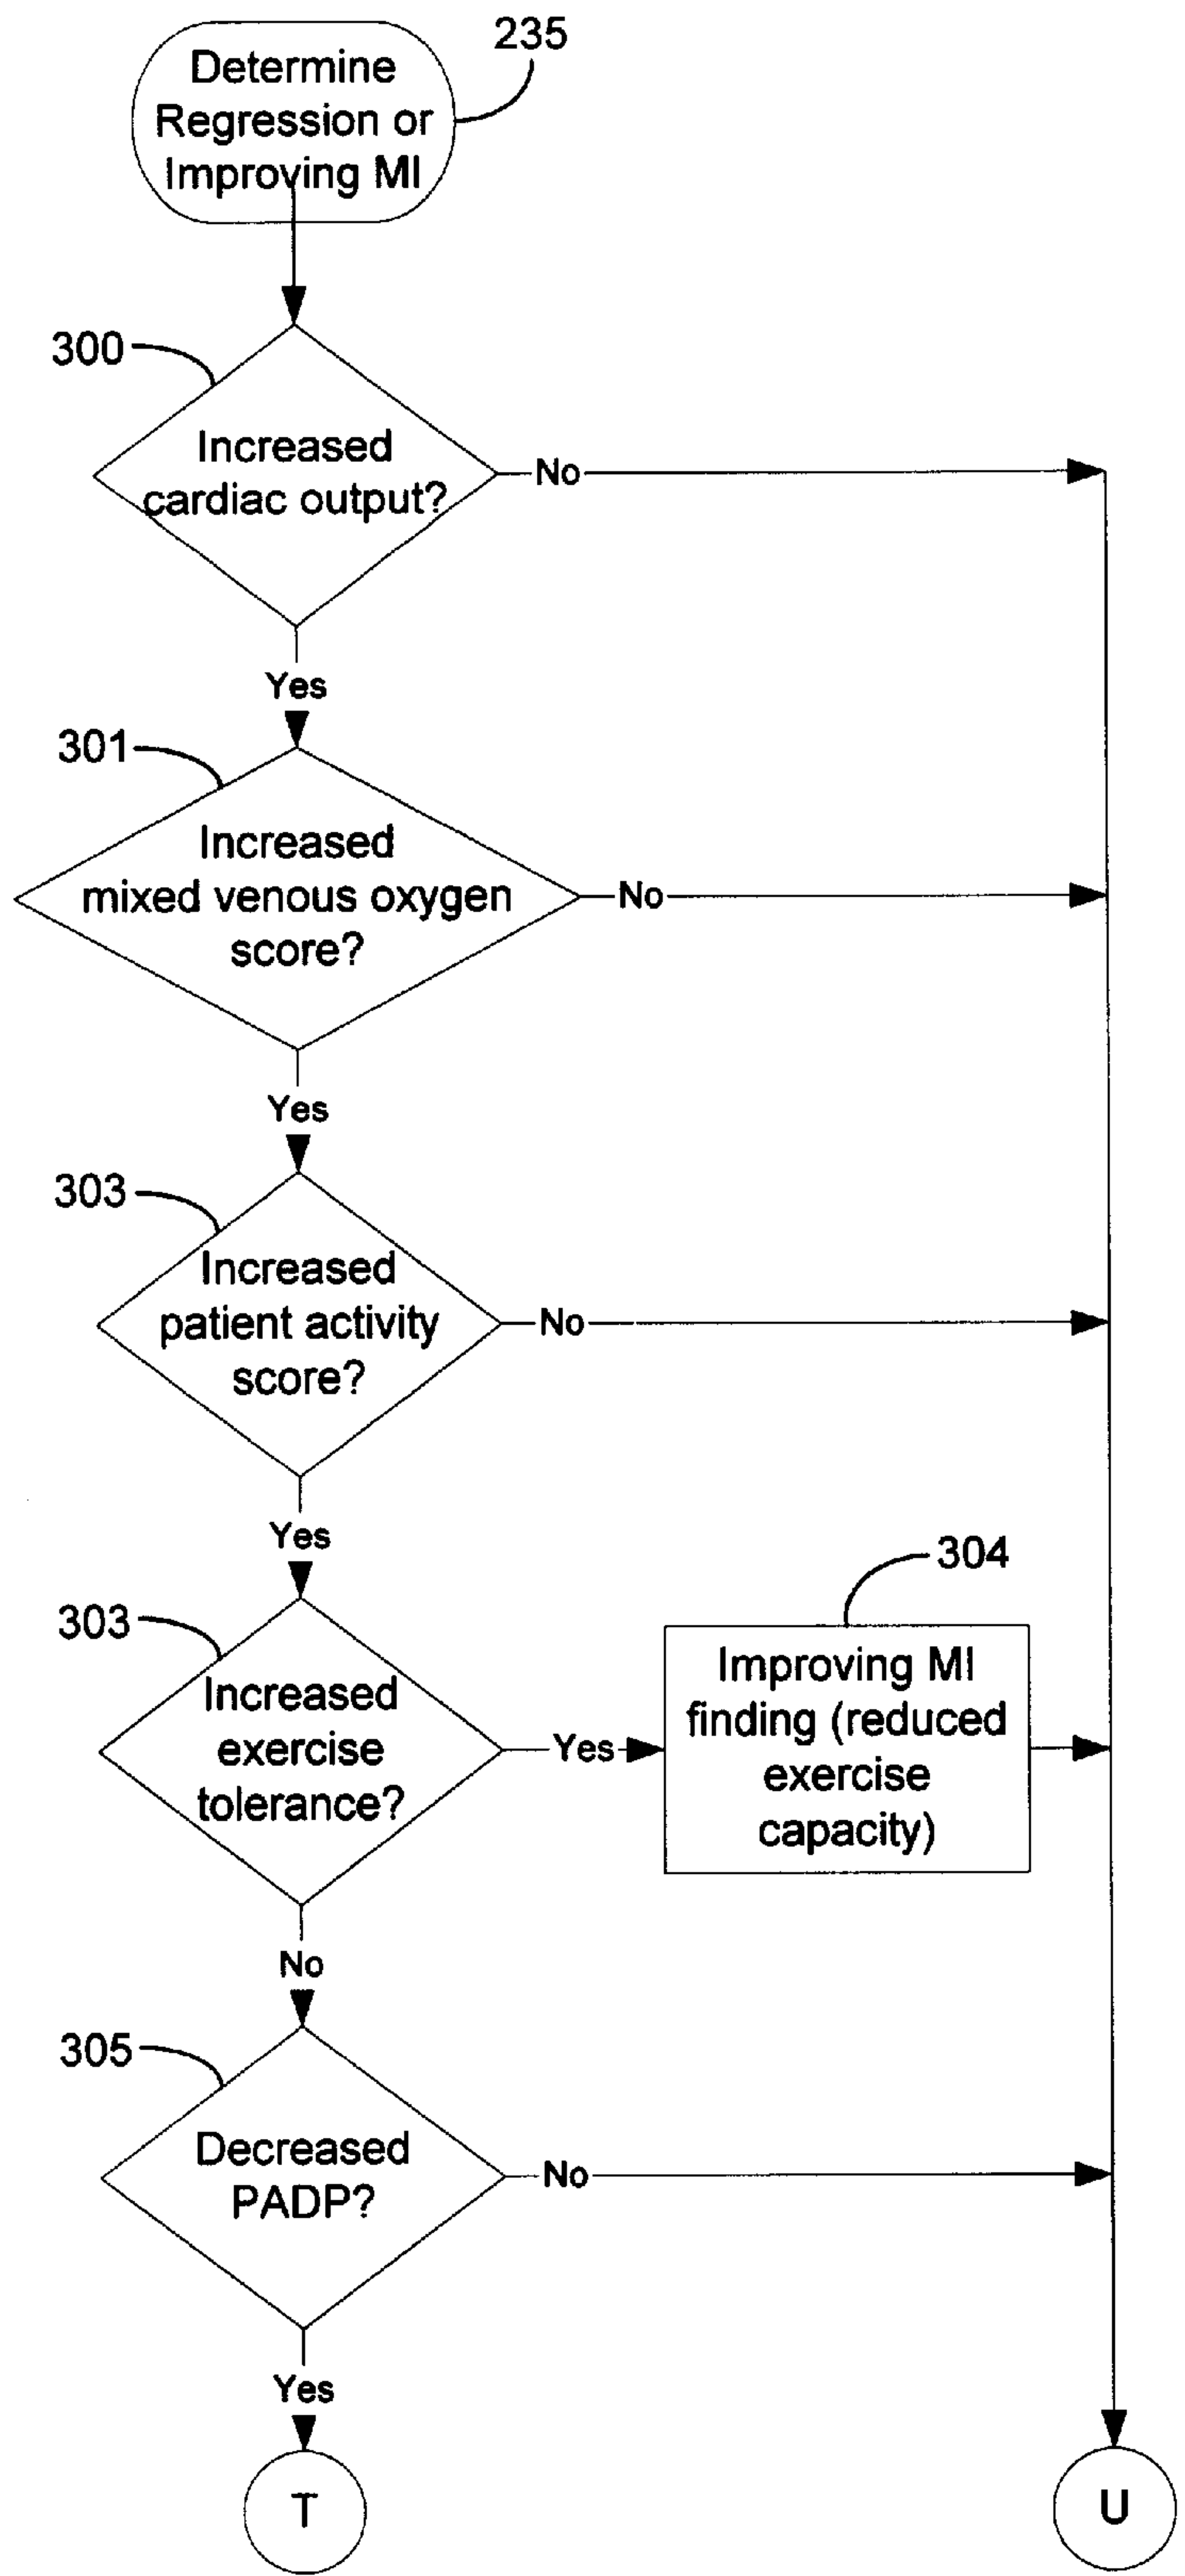 235
Determine
Regression or
Improving MI
300
Increased
cardiac output?
No
Yes
301
Increased
mixed venous oxygen
score?
No
Yes
303
Increased
patient activity
score?
No
Yes
303
Increased
exercise
tolerance?
Yes
304
Improving MI
finding (reduced
exercise
capacity)
No
305
Decreased
PADP?
No
Yes
T
U